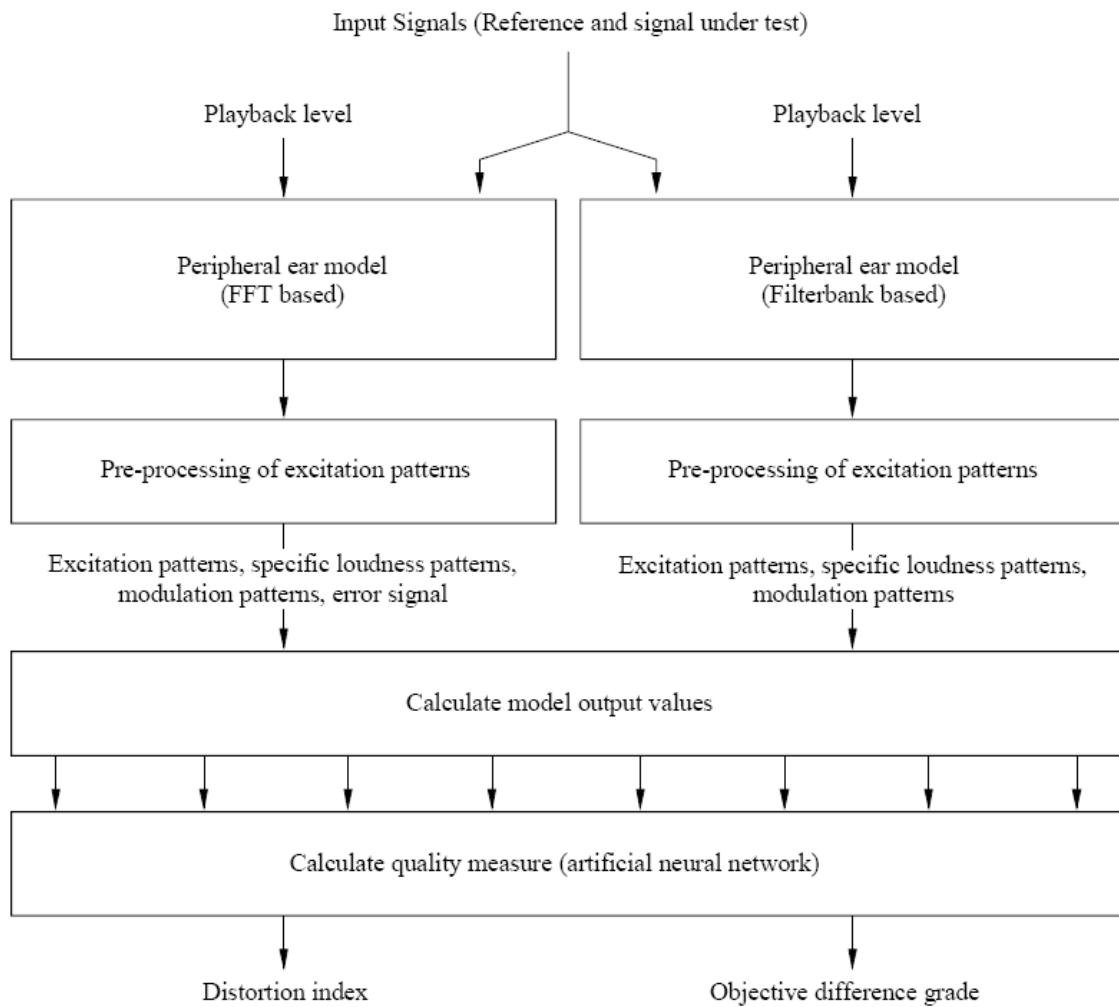 Input Signals (Reference and signal under test)
Playback level
Playback level
Peripheral ear model
(FFT based)
Peripheral ear model
(Filterbank based)
Pre-processing of excitation patterns
Pre-processing of excitation patterns
Excitation patterns, specific loudness patterns,
modulation patterns, error signal
Excitation patterns, specific loudness patterns,
modulation patterns
Calculate model output values
Calculate quality measure (artificial neural network)
Distortion index
Objective difference grade